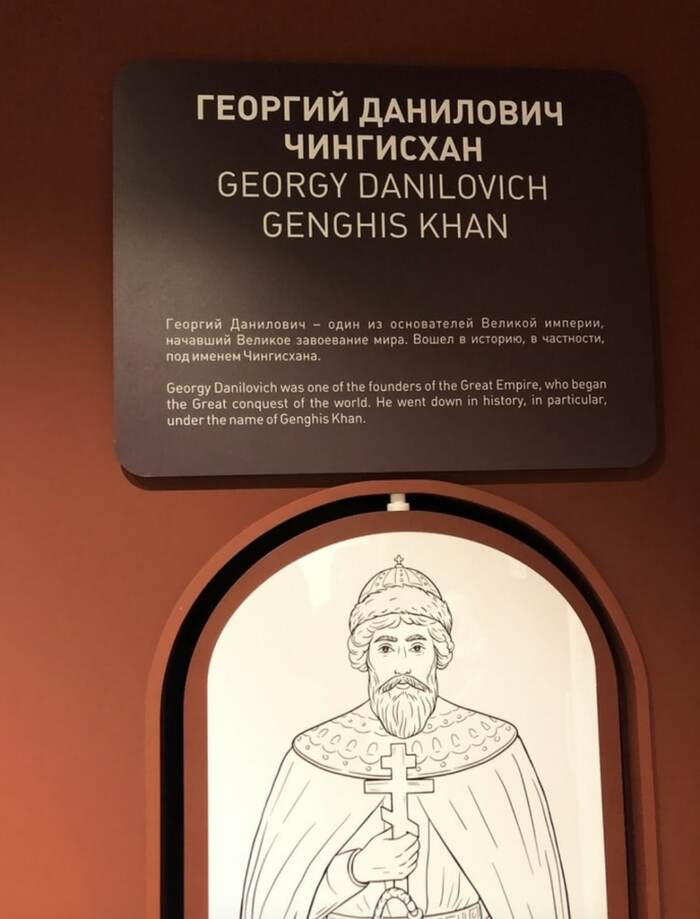 ГЕОРГИЙ ДАНИЛОВИЧ
ЧИНГИСХАН
GEORGY DANILOVICH
GENGHIS KHAN
Георгий Данилович – один из основателей Великой империи,
начавший Великое завоевание мира. Вошел в историю, в частности,
под именем Чингисхана.
Georgy Danilovich was one of the founders of the Great Empire, who began
the Great conquest of the world. He went down in history, in particular,
under the name of Genghis Khan.